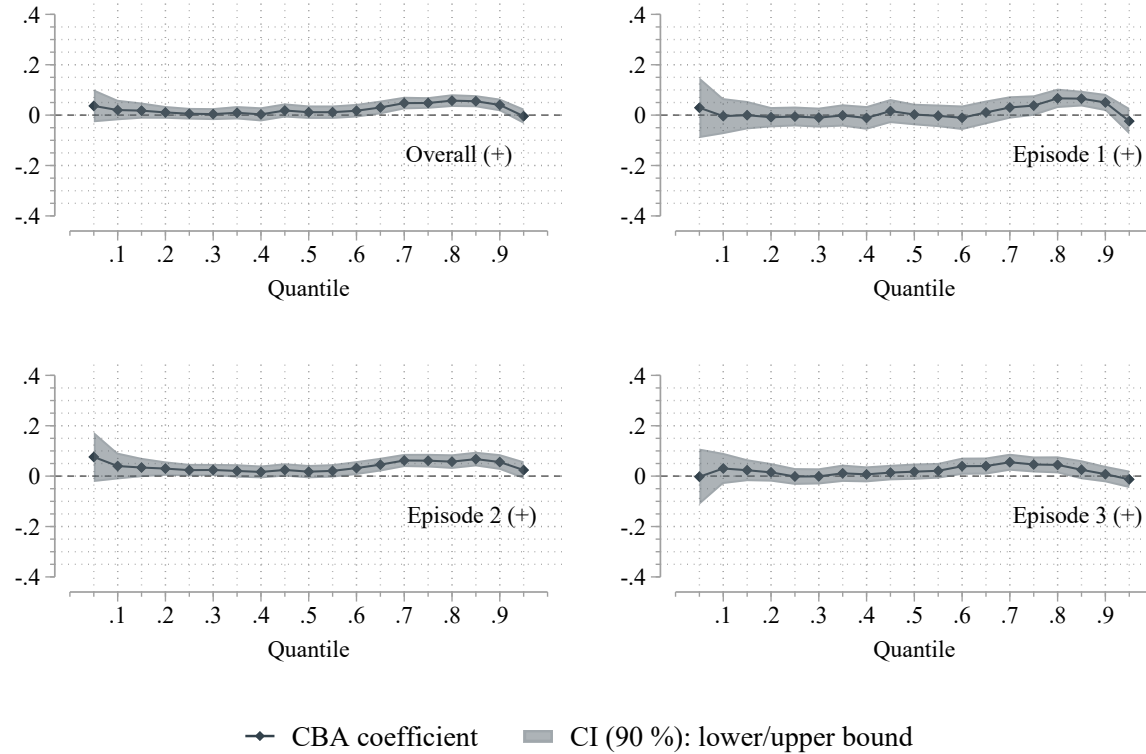 .4
.2
0
-.2
-.4
Overall (+)
.1 .2 .3 .4 .5 .6 .7 .8 .9
Quantile
.4
.2
0
-.2
-.4
Episode 1 (+)
.1 .2 .3 .4 .5 .6 .7 .8 .9
Quantile
.4
.2
0
-.2
-.4
Episode 2 (+)
.1 .2 .3 .4 .5 .6 .7 .8 .9
Quantile
.4
.2
0
-.2
-.4
Episode 3 (+)
.1 .2 .3 .4 .5 .6 .7 .8 .9
Quantile
CBA coefficient CI (90 %): lower/upper bound